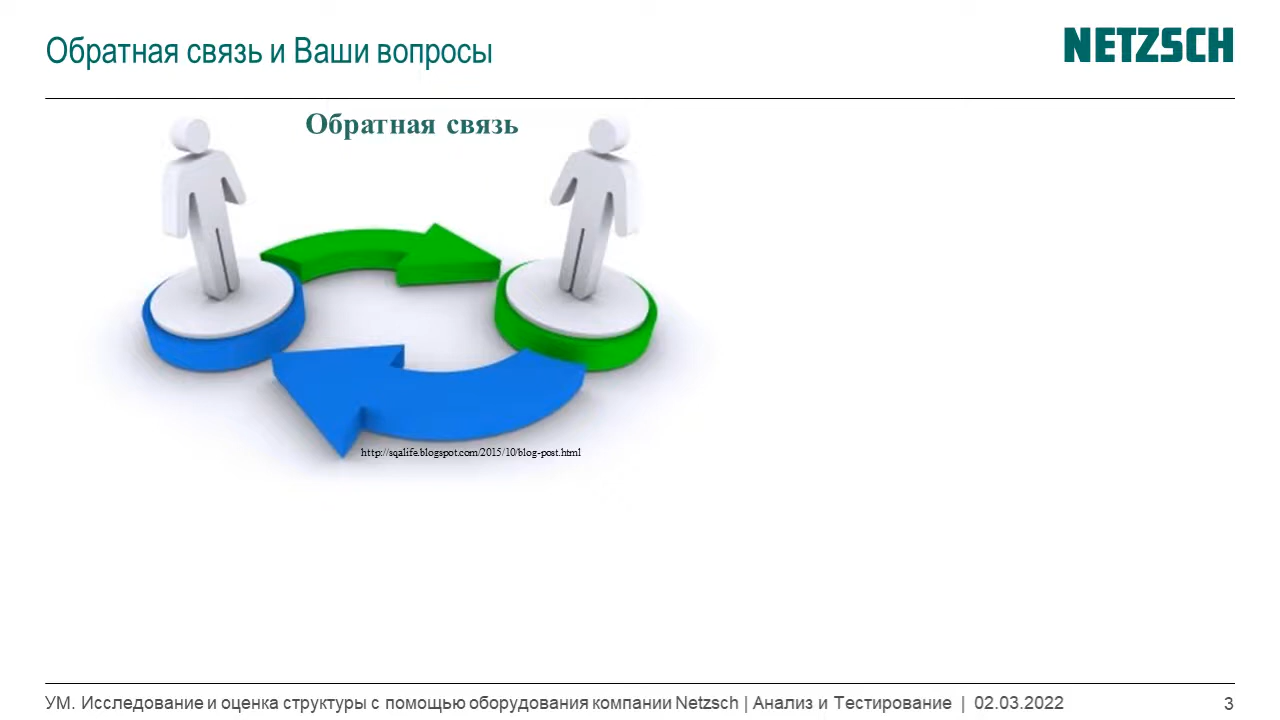 Обратная связь и Ваши вопросы
NETZSCH
Обратная связь
http://sqalife.blogspot.com/2015/10/blog-post.html
УМ. Исследование и оценка структуры с помощью оборудования компании Netzsch | Анализ и Тестирование | 02.03.2022
3